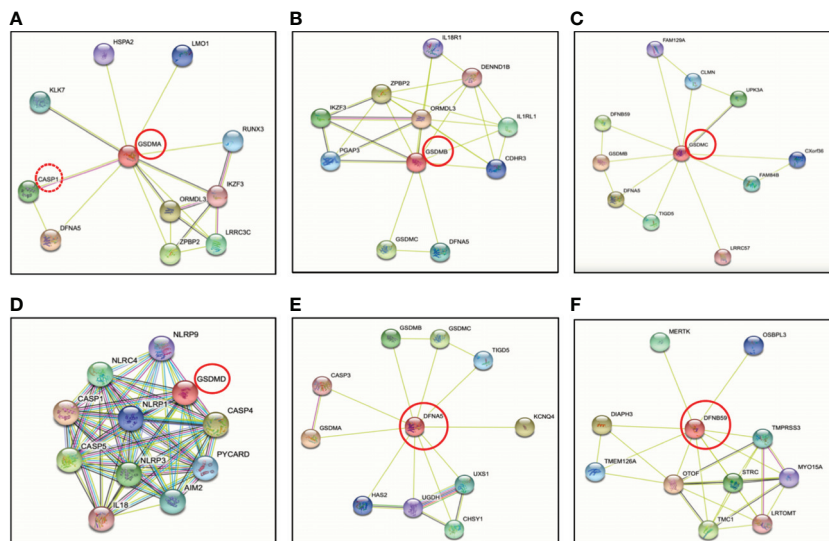 A
HSPA2
LMO1
KLK7
GSDMA
RUNX3
CASP1
IKZF3
ORMDL3
DFNA5
LRRC3C
ZPBP2
B
IL18R1
DENND1B
ZPBP2
IKZF3
ORMDL3
IL1RL1
PGAP3
GSDMB
CDHR3
GSDMC
DFNA5
C
FAM129A
CLMN
UPK3A
DFNB59
GSDMC
GSDMB
CXorf36
FAM84B
DFNA5
TIGD5
LRRC57
D
NLRP9
NLRC4
GSDMD
CASP1
NLRP1
CASP4
CASP5
NLRP3
PYCARD
AIM2
IL18
E
GSDMB
GSDMC
TIGD5
CASP3
DFNA5
KCNQ4
GSDMA
UXS1
HAS2
UGDH
CHSY1
F
MERTK
OSBPL3
DFNB59
DIAPH3
TMPRSS3
TMEM126A
OTOF
STRC
MYO15A
TMC1
LRTOMT